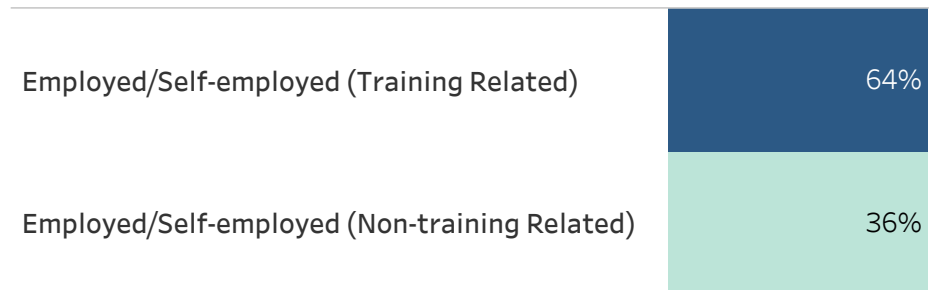 Employed/Self-employed (Training Related) 64%
Employed/Self-employed (Non-training Related) 36%